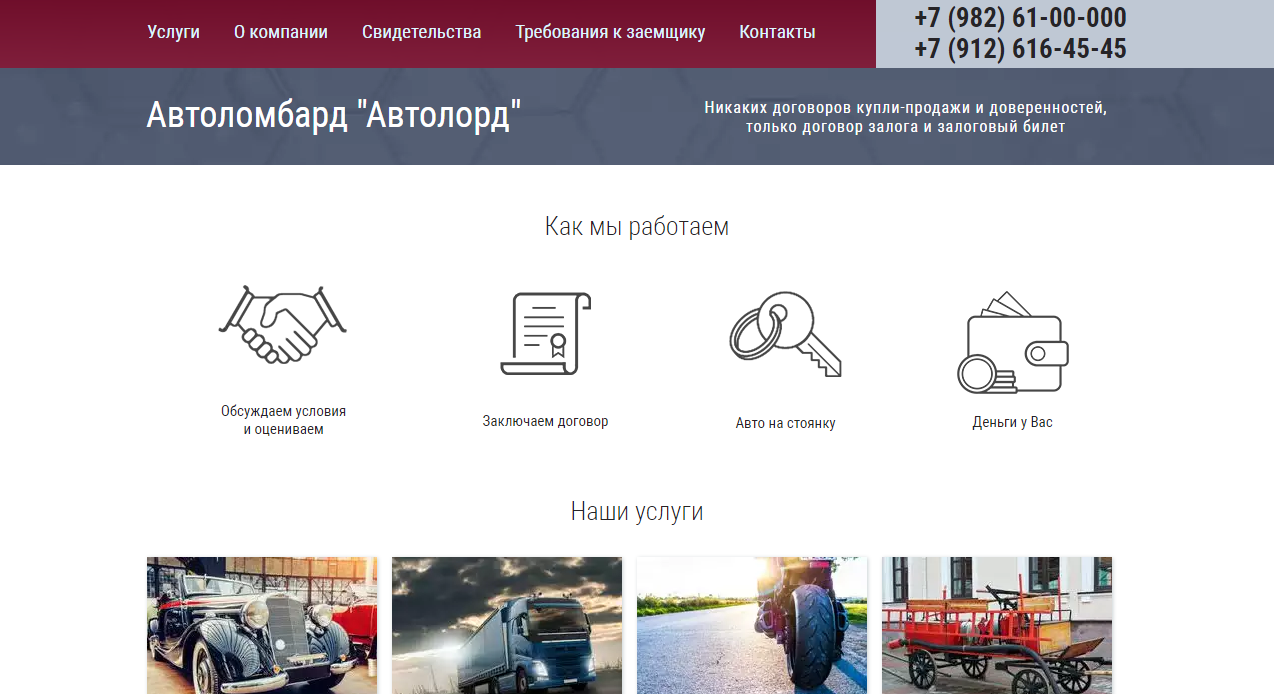 Услуги О компании Свидетельства Требования к заемщику Контакты
+7 (982) 61-00-000
+7 (912) 616-45-45
Автоломбард "Автолорд"
Никаких договоров купли-продажи и доверенностей,
только договор залога и залоговый билет
Как мы работаем
Обсуждаем условия
и оцениваем
Заключаем договор
Авто на стоянку
Деньги у Вас
Наши услуги